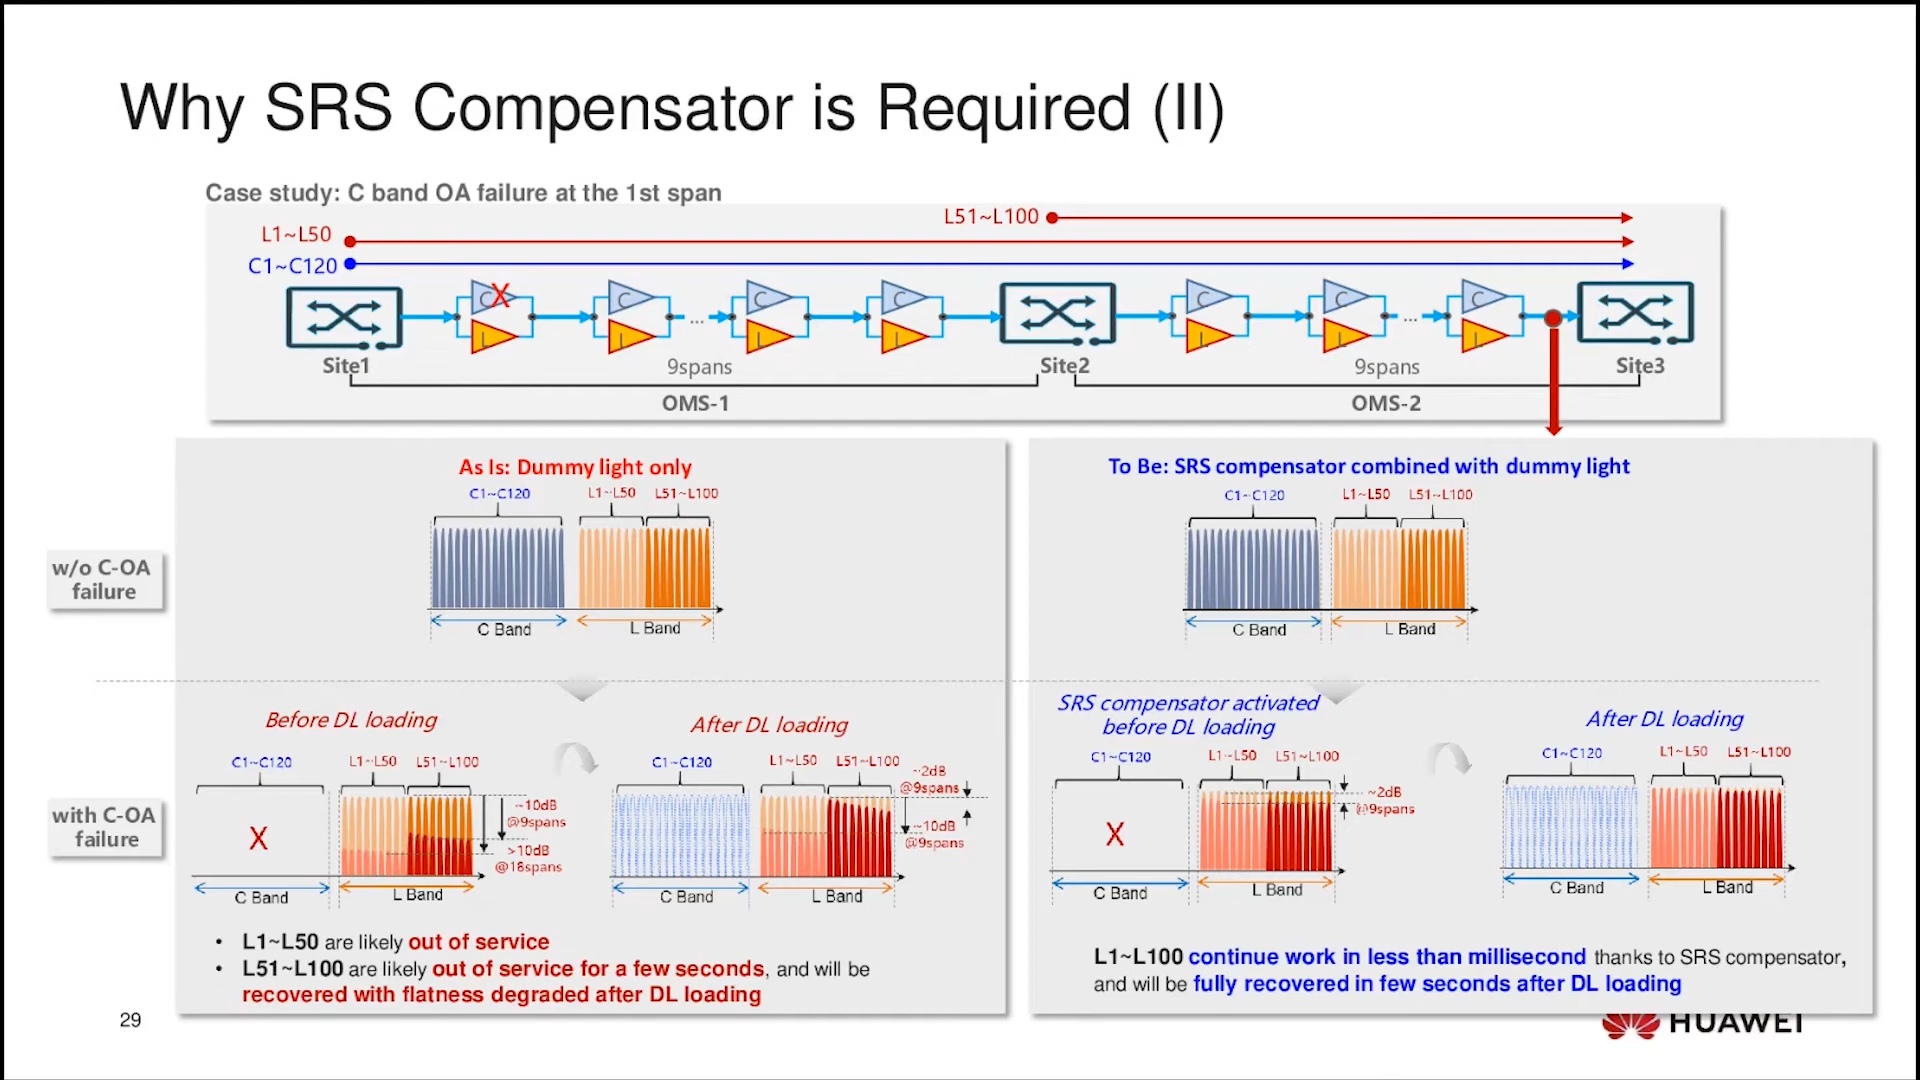 Why SRS Compensator is Required (II)
Case study: C band OA failure at the 1st span
L51~L100
L1~L50
C1~C120
C X
C
C
C
C
C
C
L
L
L
L
L
L
L
...
...
Site1
9spans
Site2
9spans
Site3
OMS-1
OMS-2
As Is: Dummy light only
C1~C120
L1~L50
L51~L100
C Band
L Band
To Be: SRS compensator combined with dummy light
C1~C120
L1~L50
L51~L100
C Band
L Band
w/o C-OA
failure
with C-OA
failure
Before DL loading
C1~C120
L1~L50
L51~L100
X
~10dB
@9spans
>10dB
@18spans
C Band
L Band
After DL loading
C1~C120
L1~L50
L51~L100
~2dB
@9spans
~10dB
@9spans
C Band
L Band
SRS compensator activated
before DL loading
C1~C120
L1~L50
L51~L100
X
~2dB
@9spans
C Band
L Band
After DL loading
C1~C120
L1~L50
L51~L100
C Band
L Band
• L1~L50 are likely out of service
• L51~L100 are likely out of service for a few seconds, and will be
recovered with flatness degraded after DL loading
L1~L100 continue work in less than millisecond thanks to SRS compensator,
and will be fully recovered in few seconds after DL loading
29
HUAWEI